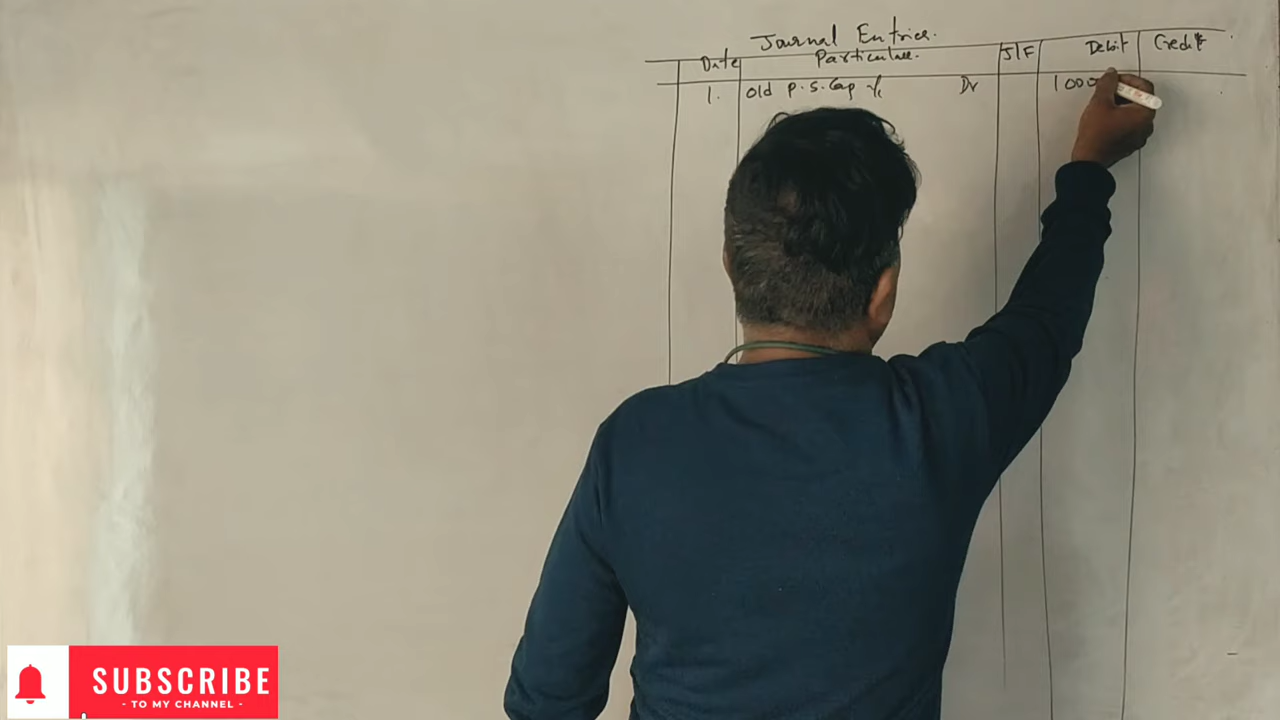 Journal Entries.
Date Particulars. J/F Debit Credit
1. Old P.S. Cap A/c Dr 1000
SUBSCRIBE
- TO MY CHANNEL -